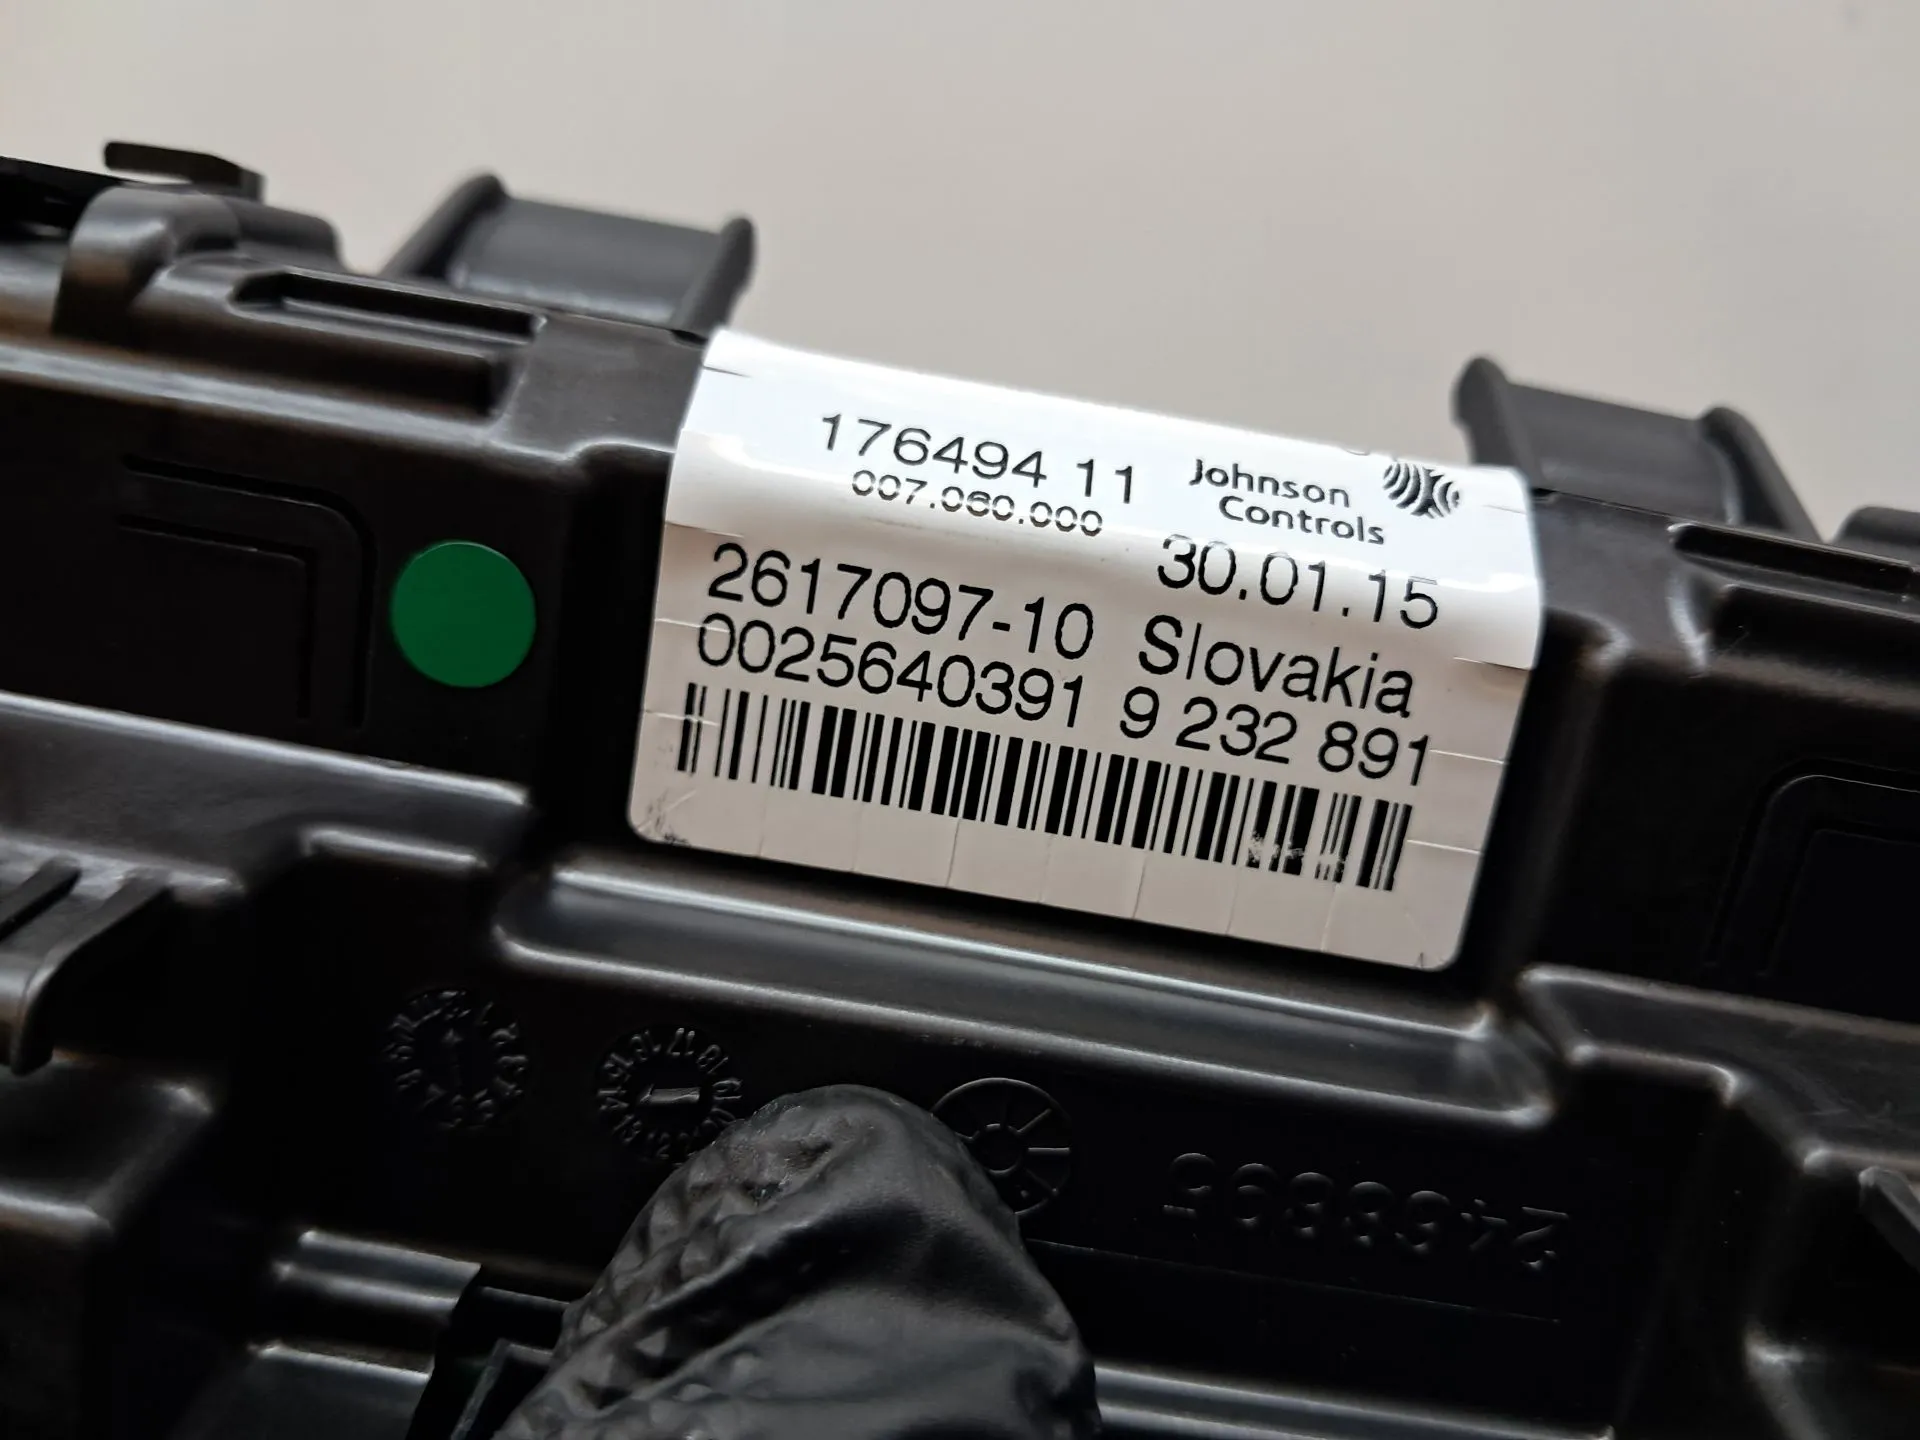 176494 11
007.060.000
Johnson
Controls
30.01.15
2617097-10 Slovakia
0025640391 9 232 891